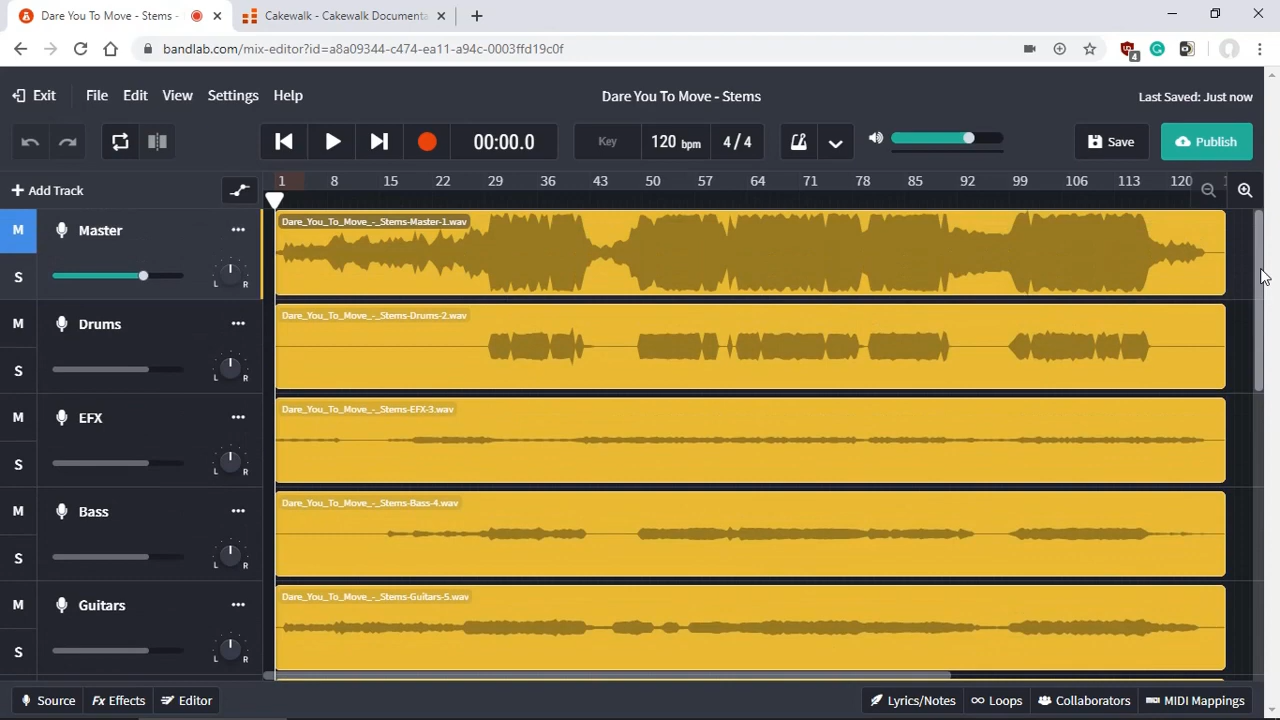 Dare You To Move - Stems -
Cakewalk - Cakewalk Documenta
bandlab.com/mix-editor?id=a8a09344-c474-ea11-a94c-0003ffd19c0f
4
Exit File Edit View Settings Help
Dare You To Move - Stems
Last Saved: Just now
00:00.0
Key 120 bpm 4 / 4
Save Publish
Add Track
1 8 15 22 29 36 43 50 57 64 71 78 85 92 99 106 113 120
M Master
S L R
Dare_You_To_Move_-_Stems-Master-1.wav
M Drums
S L R
Dare_You_To_Move_-_Stems-Drums-2.wav
M EFX
S L R
Dare_You_To_Move_-_Stems-EFX-3.wav
M Bass
S L R
Dare_You_To_Move_-_Stems-Bass-4.wav
M Guitars
S L R
Dare_You_To_Move_-_Stems-Guitars-5.wav
Source Fx Effects Editor
Lyrics/Notes Loops Collaborators MIDI Mappings